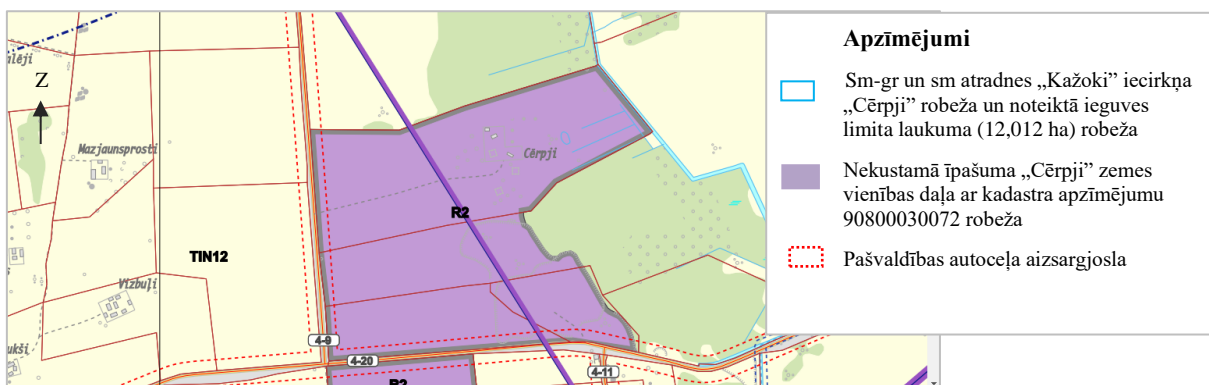 Z
Mazjaunsprosti
Cērpji
R2
TIN12
Vizbuļi
4-9
4-20
4-11
R2
Apzīmējumi
Sm-gr un sm atradnes „Kažoki” iecirkņa
„Cērpji” robeža un noteiktā ieguves
limita laukuma (12,012 ha) robeža
Nekustamā īpašuma „Cērpji” zemes
vienības daļa ar kadastra apzīmējumu
90800030072 robeža
Pašvaldības autoceļa aizsargjosla